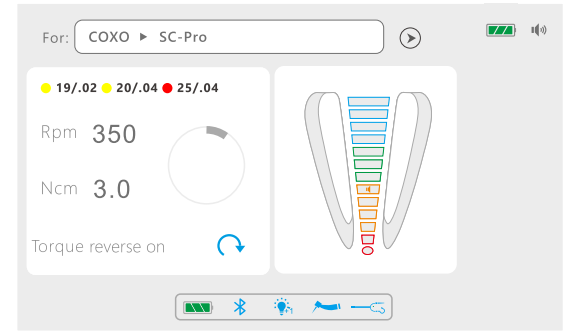 For: COXO ▶ SC-Pro
19/.02 20/.04 25/.04
Rpm 350
Ncm 3.0
Torque reverse on